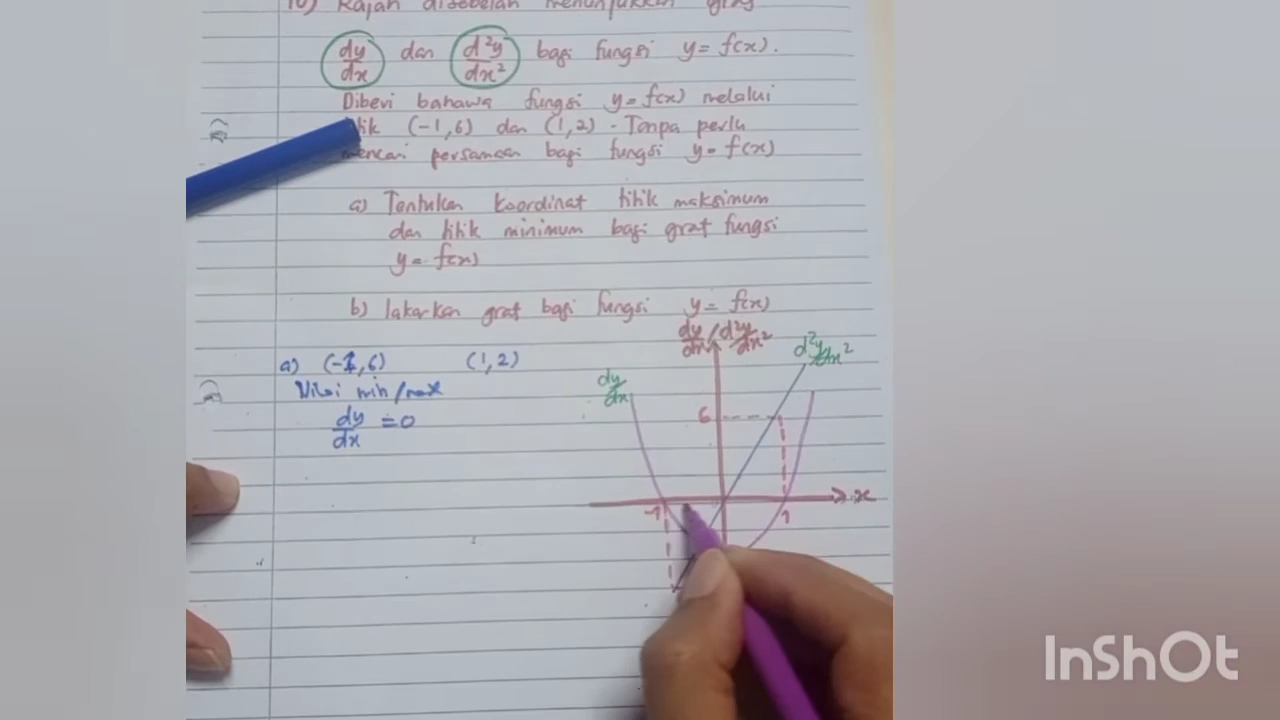 10) Rajah disebelah menunjukkan graf
dy/dx dan d²y/dx² bagi fungsi y = f(x).
Diberi bahawa fungsi y = f(x) melalui
titik (-1,6) dan (1,2). Tanpa perlu
mencari persamaan bagi fungsi y = f(x)
a) Tentukan koordinat titik maksimum
dan titik minimum bagi graf fungsi
y = f(x)
b) lakarkan graf bagi fungsi y = f(x)
a) (-1,6) (1,2)
Nilai min/max
dy/dx = 0
dy/dx / d²y/dx²
d²y/dx²
dy/dx
6
x
-1
1
InShOt